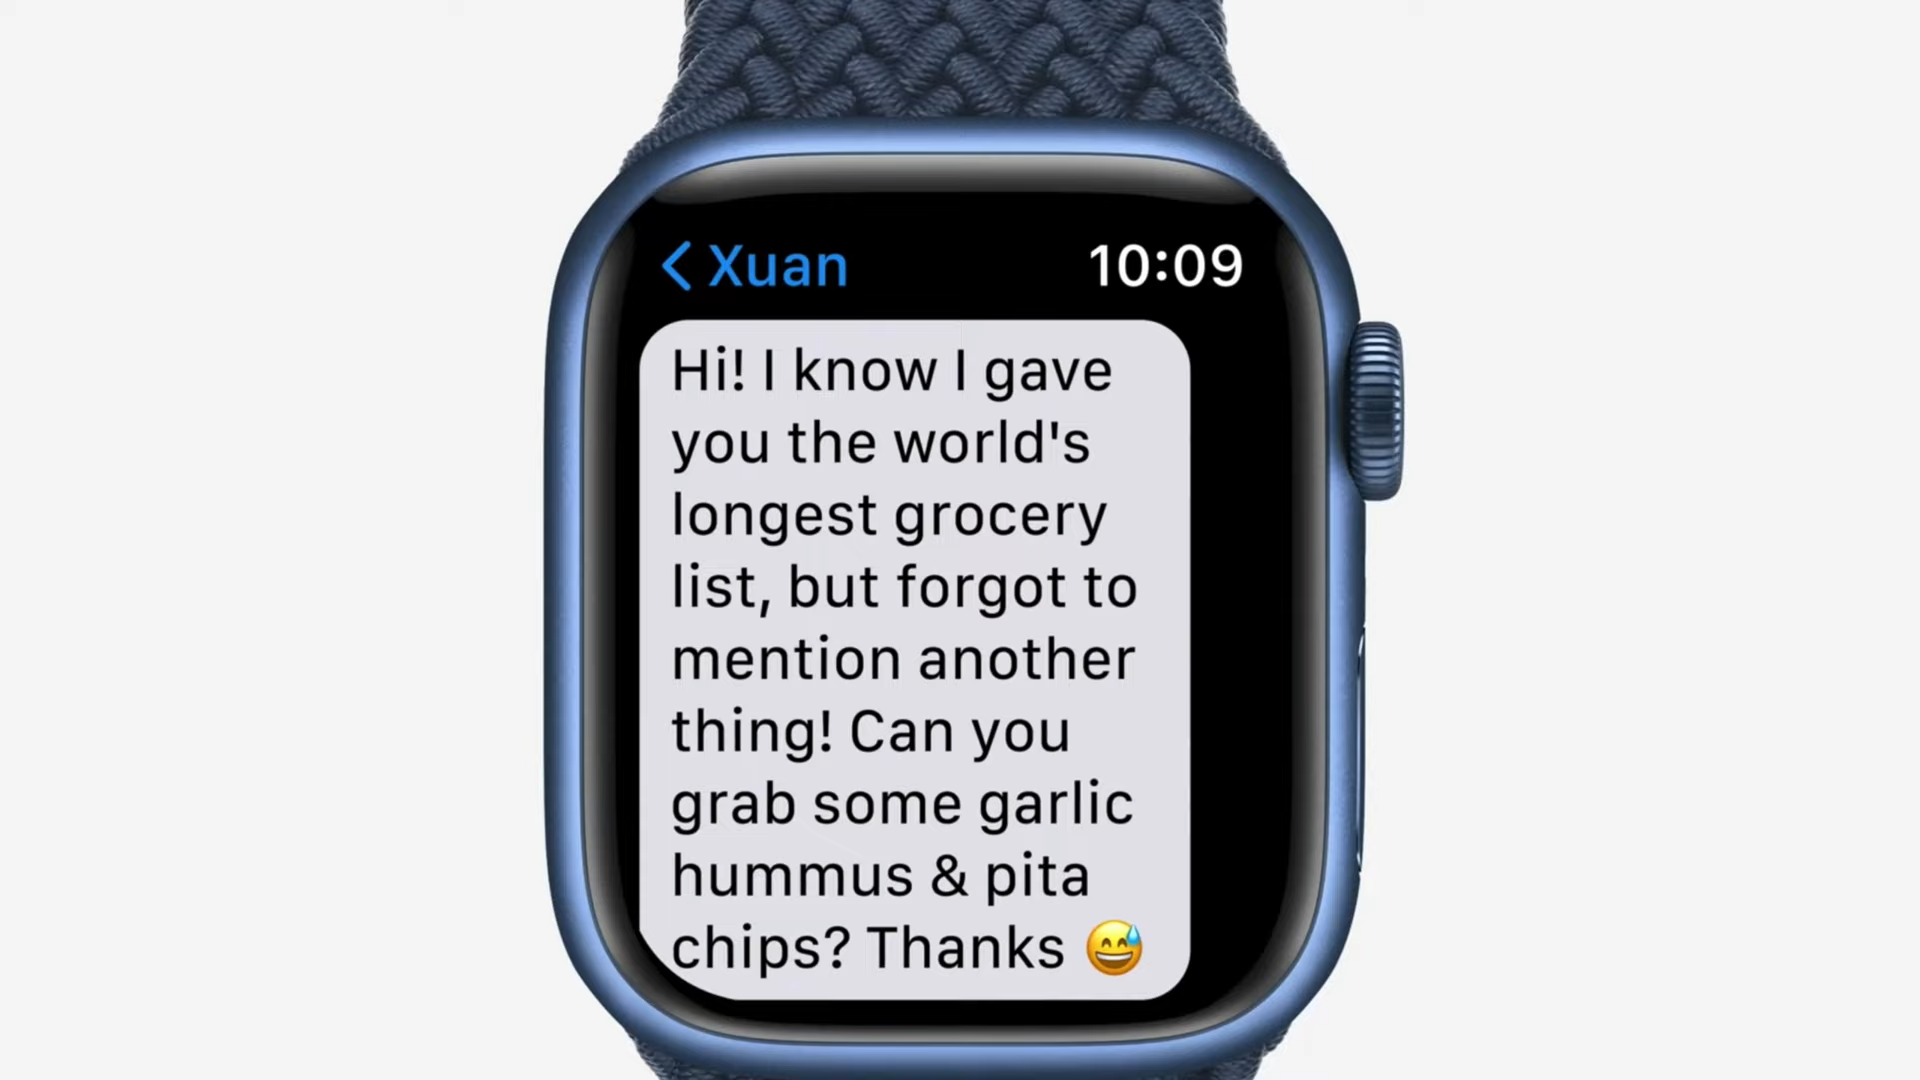 Xuan
10:09
Hi! I know I gave
you the world's
longest grocery
list, but forgot to
mention another
thing! Can you
grab some garlic
hummus & pita
chips? Thanks 😅